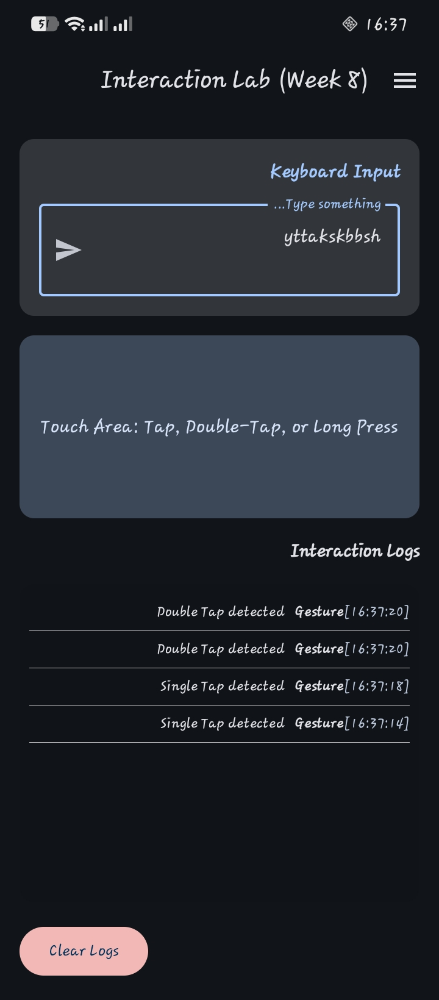 51 16:37
Interaction Lab (Week 8)
Keyboard Input
...Type something
yttakskbbsh
Touch Area: Tap, Double-Tap, or Long Press
Interaction Logs
Double Tap detected Gesture[16:37:20]
Double Tap detected Gesture[16:37:20]
Single Tap detected Gesture[16:37:18]
Single Tap detected Gesture[16:37:14]
Clear Logs